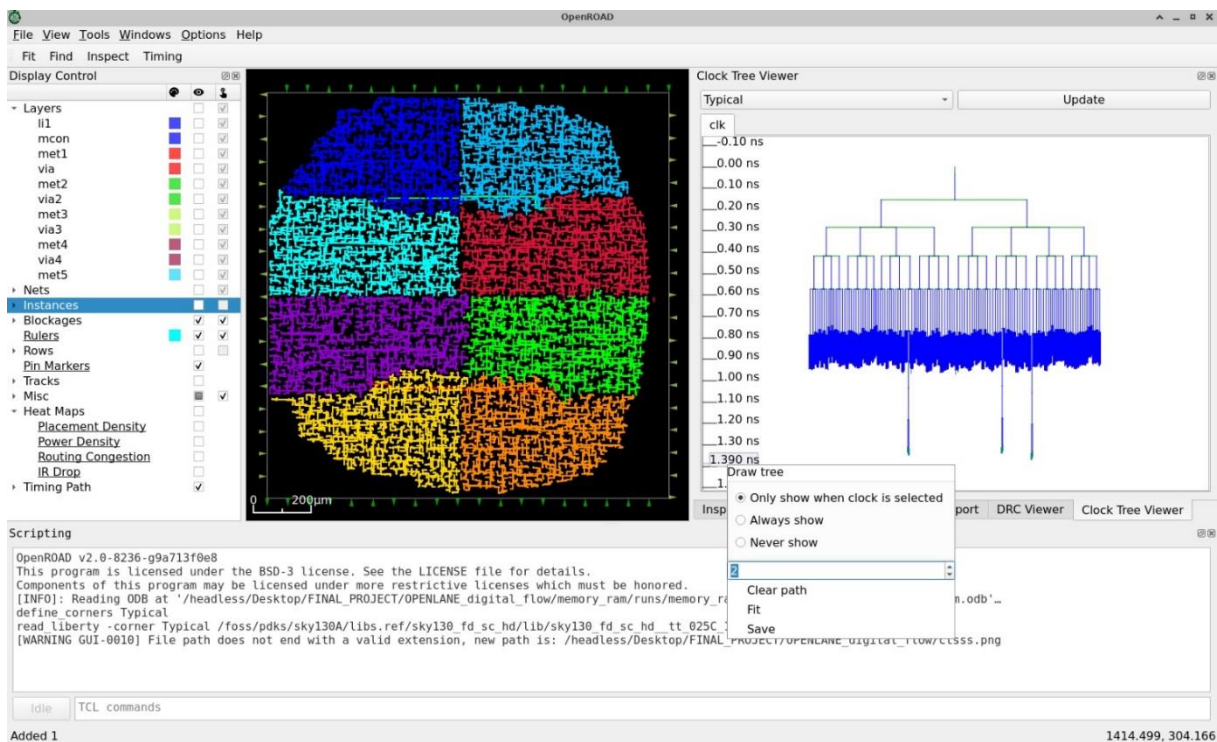 OpenROAD
File View Tools Windows Options Help
Fit Find Inspect Timing
Display Control
Layers
li1
mcon
met1
via
met2
via2
met3
via3
met4
via4
met5
Nets
Instances
Blockages
Rulers
Rows
Pin Markers
Tracks
Misc
Heat Maps
Placement Density
Power Density
Routing Congestion
IR Drop
Timing Path
0 200μm
Clock Tree Viewer
Typical Update
clk
-0.10 ns
0.00 ns
0.10 ns
0.20 ns
0.30 ns
0.40 ns
0.50 ns
0.60 ns
0.70 ns
0.80 ns
0.90 ns
1.00 ns
1.10 ns
1.20 ns
1.30 ns
1.390 ns
1.
Draw tree
Only show when clock is selected
Always show
Never show
2
Clear path
Fit
Save
Insp port DRC Viewer Clock Tree Viewer
Scripting
OpenROAD v2.0-8236-g9a713f0e8
This program is licensed under the BSD-3 license. See the LICENSE file for details.
Components of this program may be licensed under more restrictive licenses which must be honored.
[INFO]: Reading ODB at '/headless/Desktop/FINAL_PROJECT/OPENLANE_digital_flow/memory_ram/runs/memory_ra m.odb'…
define_corners Typical
read_liberty -corner Typical /foss/pdks/sky130A/libs.ref/sky130_fd_sc_hd/lib/sky130_fd_sc_hd__tt_025C_
[WARNING GUI-0010] File path does not end with a valid extension, new path is: /headless/Desktop/FINAL_PROJECT/OPENLANE_digital_flow/ctsss.png
Idle TCL commands
Added 1 1414.499, 304.166